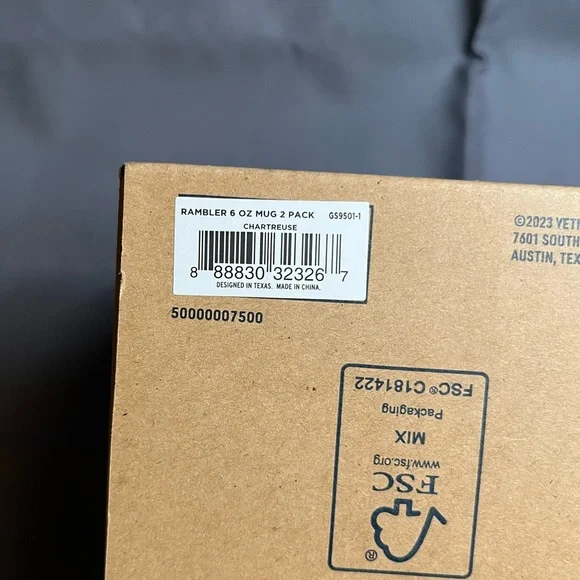 RAMBLER 6 OZ MUG 2 PACK GS9501-1
CHARTREUSE
8 88830 32326 7
DESIGNED IN TEXAS. MADE IN CHINA.
50000007500
©2023 YETI
7601 SOUTH
AUSTIN, TEX
FSC® C181422
Packaging
MIX
www.fsc.org
FSC
®